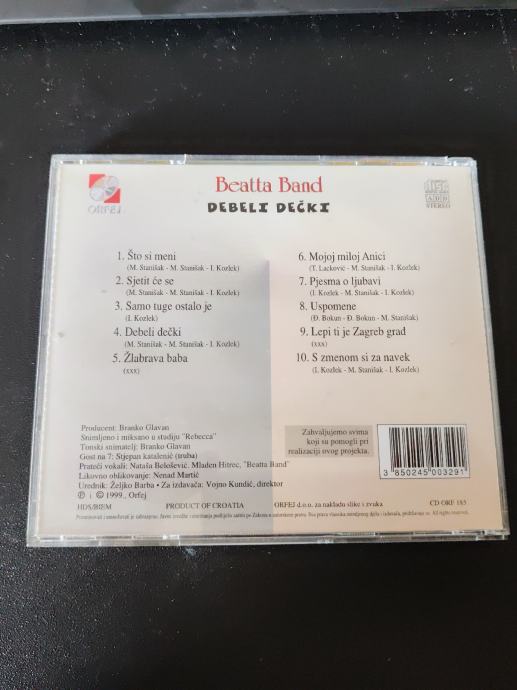 Beatta Band
DEBELI DEČKI
DISC
ADD
STEREO
1. Što si meni
(M. Stanišak - M. Stanišak - I. Kozlek)
2. Sjetit će se
(M. Stanišak - M. Stanišak - I. Kozlek)
3. Samo tuge ostalo je
(I. Kozlek)
4. Debeli dečki
(M. Stanišak - M. Stanišak - I. Kozlek)
5. Žlabrava baba
(xxx)
6. Mojoj miloj Anici
(T. Lacković - M. Stanišak - I. Kozlek)
7. Pjesma o ljubavi
(M. Stanišak - I. Kozlek)
8. Uspomene
(Đ. Bokun - Đ. Bokun - M. Stanišak)
9. Lepi ti je Zagreb grad
(xxx)
10. S zmenom si za navek
(I. Kozlek - M. Stanišak - I. Kozlek)
Producent: Branko Glavan
Snimljeno i miksano u studiju "Rebecca"
Tonski snimatelj: Branko Glavan
Gost na 7: Stjepan katalenić (truba)
Prateći vokali: Nataša Belošević, Mladen Hitrec, "Beatta Band"
Likovno oblikovanje: Nenad Martić
Urednik: Željko Barba • Za izdavača: Vojno Kundić, direktor
℗ i © 1999., Orfej
Zahvaljujemo svima
koji su pomogli pri
realizaciji ovog projekta.
3 850245 003291
HDS/BIEM PRODUCT OF CROATIA ORFEJ d.o.o. za nakladu slike i zvuka CD ORF 185